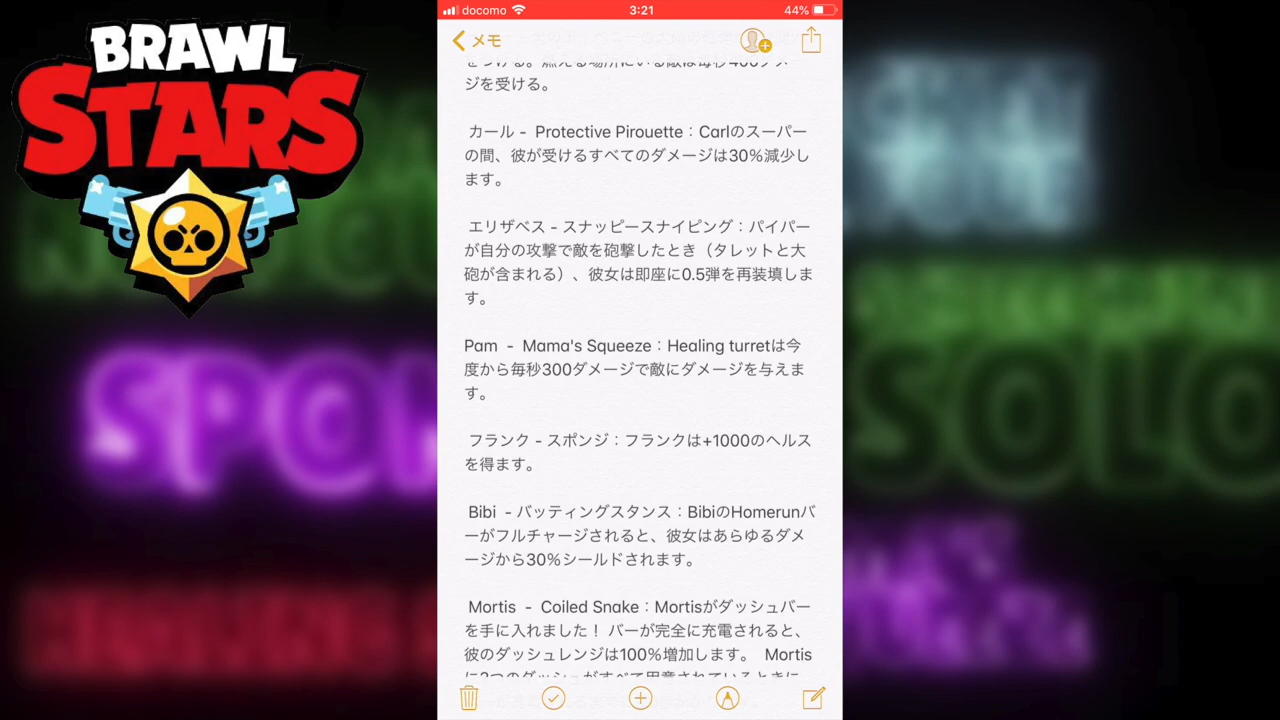 BRAWL
STARS
docomo
3:21
44%
メモ
ジを受ける。
カール - Protective Pirouette：Carlのスーパー
の間、彼が受けるすべてのダメージは30%減少し
ます。
エリザベス - スナッピースナイピング：パイパー
が自分の攻撃で敵を砲撃したとき（タレットと大
砲が含まれる）、彼女は即座に0.5弾を再装填しま
す。
Pam - Mama's Squeeze：Healing turretは今
度から毎秒300ダメージで敵にダメージを与えま
す。
フランク - スポンジ：フランクは+1000のヘルス
を得ます。
Bibi - バッティングスタンス：BibiのHomerunバ
ーがフルチャージされると、彼女はあらゆるダメ
ージから30%シールドされます。
Mortis - Coiled Snake：Mortisがダッシュバー
を手に入れました！ バーが完全に充電されると、
彼のダッシュレンジは100%増加します。 Mortis
SOLO